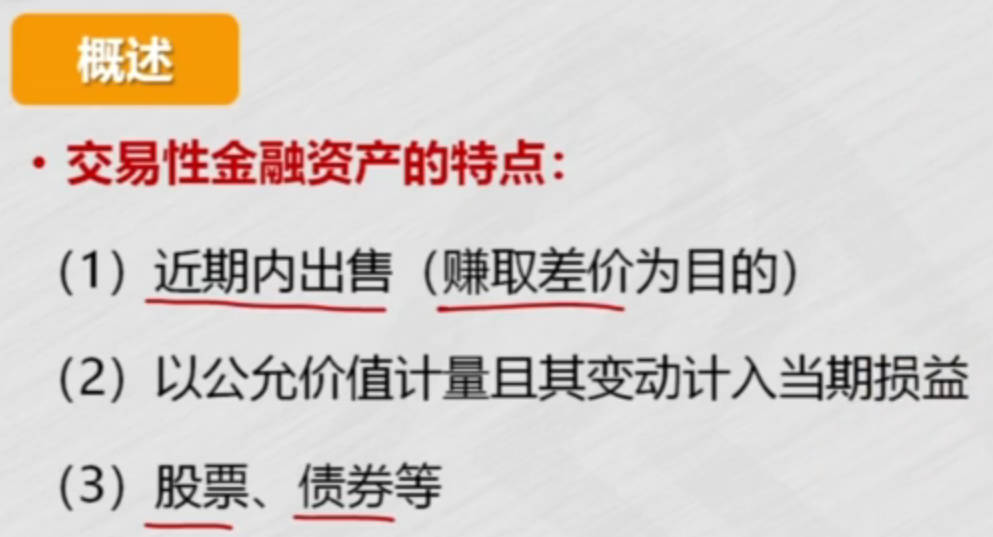 概述
• 交易性金融资产的特点：
（1）近期内出售（赚取差价为目的）
（2）以公允价值计量且其变动计入当期损益
（3）股票、债券等